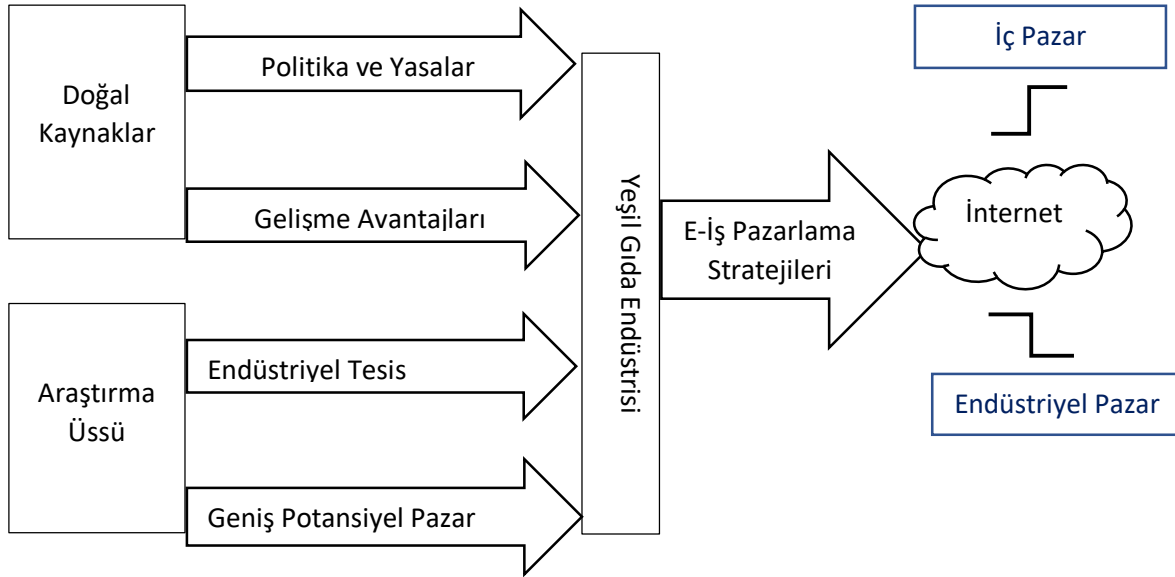 Doğal
Kaynaklar
Politika ve Yasalar
Gelişme Avantajları
Araştırma
Üssü
Endüstriyel Tesis
Geniş Potansiyel Pazar
Yeşil Gıda Endüstrisi
E-İş Pazarlama
Stratejileri
İç Pazar
İnternet
Endüstriyel Pazar